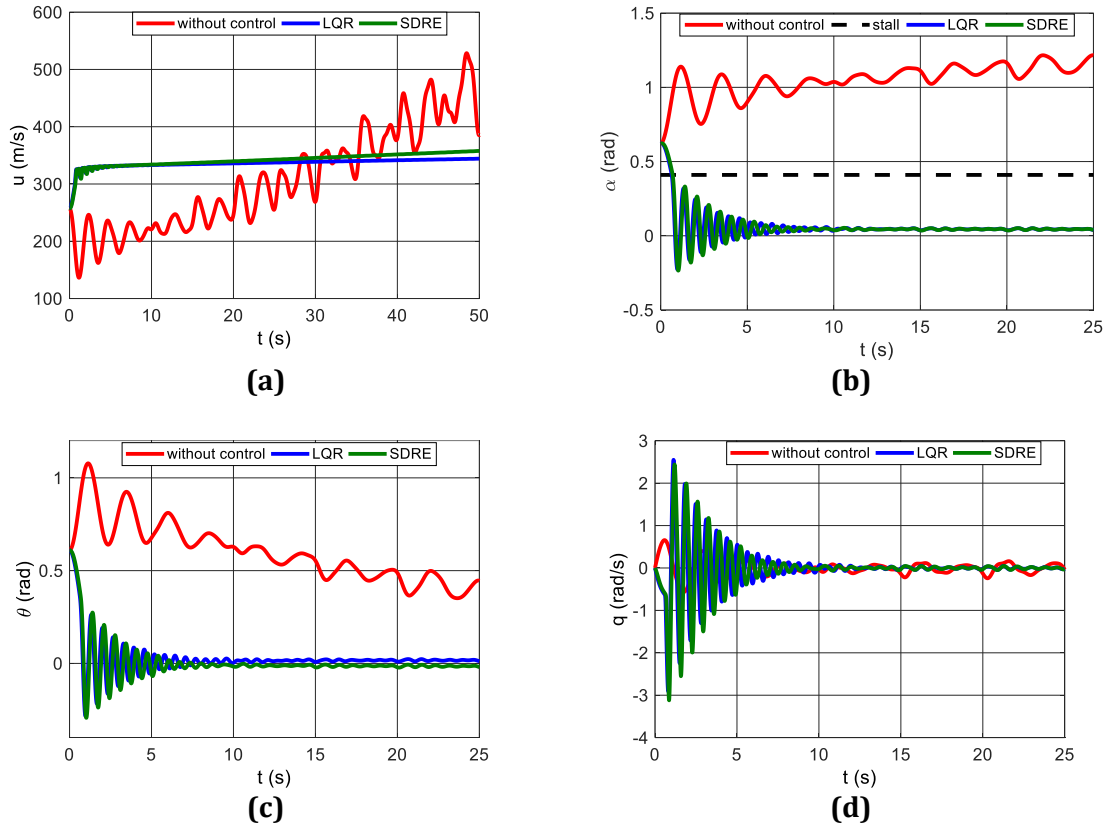 without control LQR SDRE
600
500
400
300
200
100
u (m/s)
0 10 20 30 40 50
t (s)
(a)
without control stall LQR SDRE
1.5
1
0.5
0
-0.5
α (rad)
0 5 10 15 20 25
t (s)
(b)
without control LQR SDRE
1
0.5
0
θ (rad)
0 5 10 15 20 25
t (s)
(c)
without control LQR SDRE
3
2
1
0
-1
-2
-3
-4
q (rad/s)
0 5 10 15 20 25
t (s)
(d)